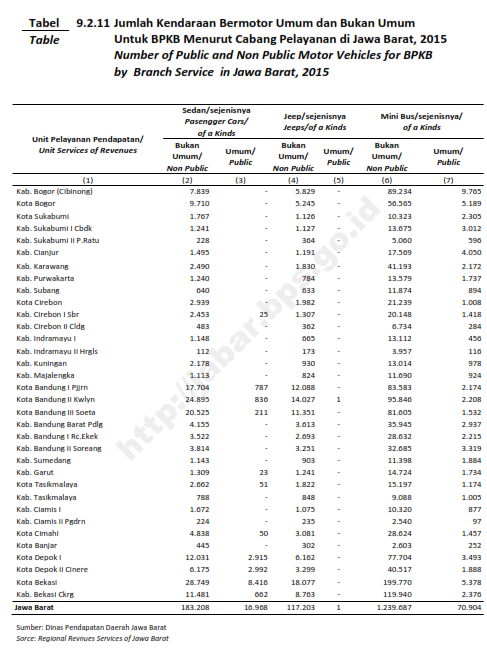 Tabel 9.2.11 Jumlah Kendaraan Bermotor Umum dan Bukan Umum
Table Untuk BPKB Menurut Cabang Pelayanan di Jawa Barat, 2015
Number of Public and Non Public Motor Vehicles for BPKB
by Branch Service in Jawa Barat, 2015
Unit Pelayanan Pendapatan/
Unit Services of Revenues
Sedan/sejenisnya
Pasengger Cars/
of a Kinds
Jeep/sejenisnya
Jeeps/of a Kinds
Mini Bus/sejenisnya/
of a Kinds
Bukan Umum/ Non Public
Umum/ Public
Bukan Umum/ Non Public
Umum/ Public
Bukan Umum/ Non Public
Umum/ Public
(1) (2) (3) (4) (5) (6) (7)
Kab. Bogor (Cibinong) 7.839 - 5.829 - 89.234 9.765
Kota Bogor 9.710 - 5.245 - 56.565 5.189
Kota Sukabumi 1.767 - 1.126 - 10.323 2.305
Kab. Sukabumi I Cbdk 1.241 - 1.127 - 13.675 3.012
Kab. Sukabumi II P.Ratu 228 - 364 - 5.060 596
Kab. Cianjur 1.495 - 1.191 - 17.569 4.050
Kab. Karawang 2.490 - 1.830 - 41.193 2.172
Kab. Purwakarta 1.240 - 784 - 13.579 1.737
Kab. Subang 640 - 633 - 11.874 894
Kota Cirebon 2.939 - 1.982 - 21.239 1.008
Kab. Cirebon I Sbr 2.453 25 1.307 - 20.148 1.418
Kab. Cirebon II Cldg 483 - 362 - 6.734 284
Kab. Indramayu I 1.148 - 665 - 13.112 456
Kab. Indramayu II Hrgls 112 - 173 - 3.957 116
Kab. Kuningan 2.178 - 930 - 13.014 978
Kab. Majalengka 1.113 - 824 - 11.690 924
Kota Bandung I Pjjrn 17.704 787 12.088 - 83.583 2.174
Kota Bandung II Kwlyn 24.895 836 14.027 1 95.846 2.208
Kota Bandung III Soeta 20.525 211 11.351 - 81.605 1.532
Kab. Bandung Barat Pdlg 4.155 - 3.613 - 35.945 2.937
Kab. Bandung I Rc.Ekek 3.522 - 2.693 - 28.632 2.215
Kab. Bandung II Soreang 3.814 - 3.251 - 32.685 3.319
Kab. Sumedang 1.143 - 903 - 11.398 1.884
Kab. Garut 1.309 23 1.241 - 14.724 1.734
Kota Tasikmalaya 2.662 51 1.822 - 15.197 1.174
Kab. Tasikmalaya 788 - 848 - 9.088 1.005
Kab. Ciamis I 1.672 - 1.075 - 10.320 877
Kab. Ciamis II Pgdrn 224 - 235 - 2.540 97
Kota Cimahi 4.838 50 3.081 - 28.624 1.457
Kota Banjar 445 - 302 - 2.603 252
Kota Depok I 12.031 2.915 6.162 - 77.704 3.493
Kota Depok II CInere 6.175 2.992 3.299 - 40.517 1.888
Kota Bekasi 28.749 8.416 18.077 - 199.770 5.378
Kab. Bekasi Ckrg 11.481 662 8.763 - 119.940 2.376
Jawa Barat 183.208 16.968 117.203 1 1.239.687 70.904
Sumber: Dinas Pendapatan Daerah Jawa Barat
Sorce: Regional Revnues Services of Jawa Barat
http://jabar.bps.go.id